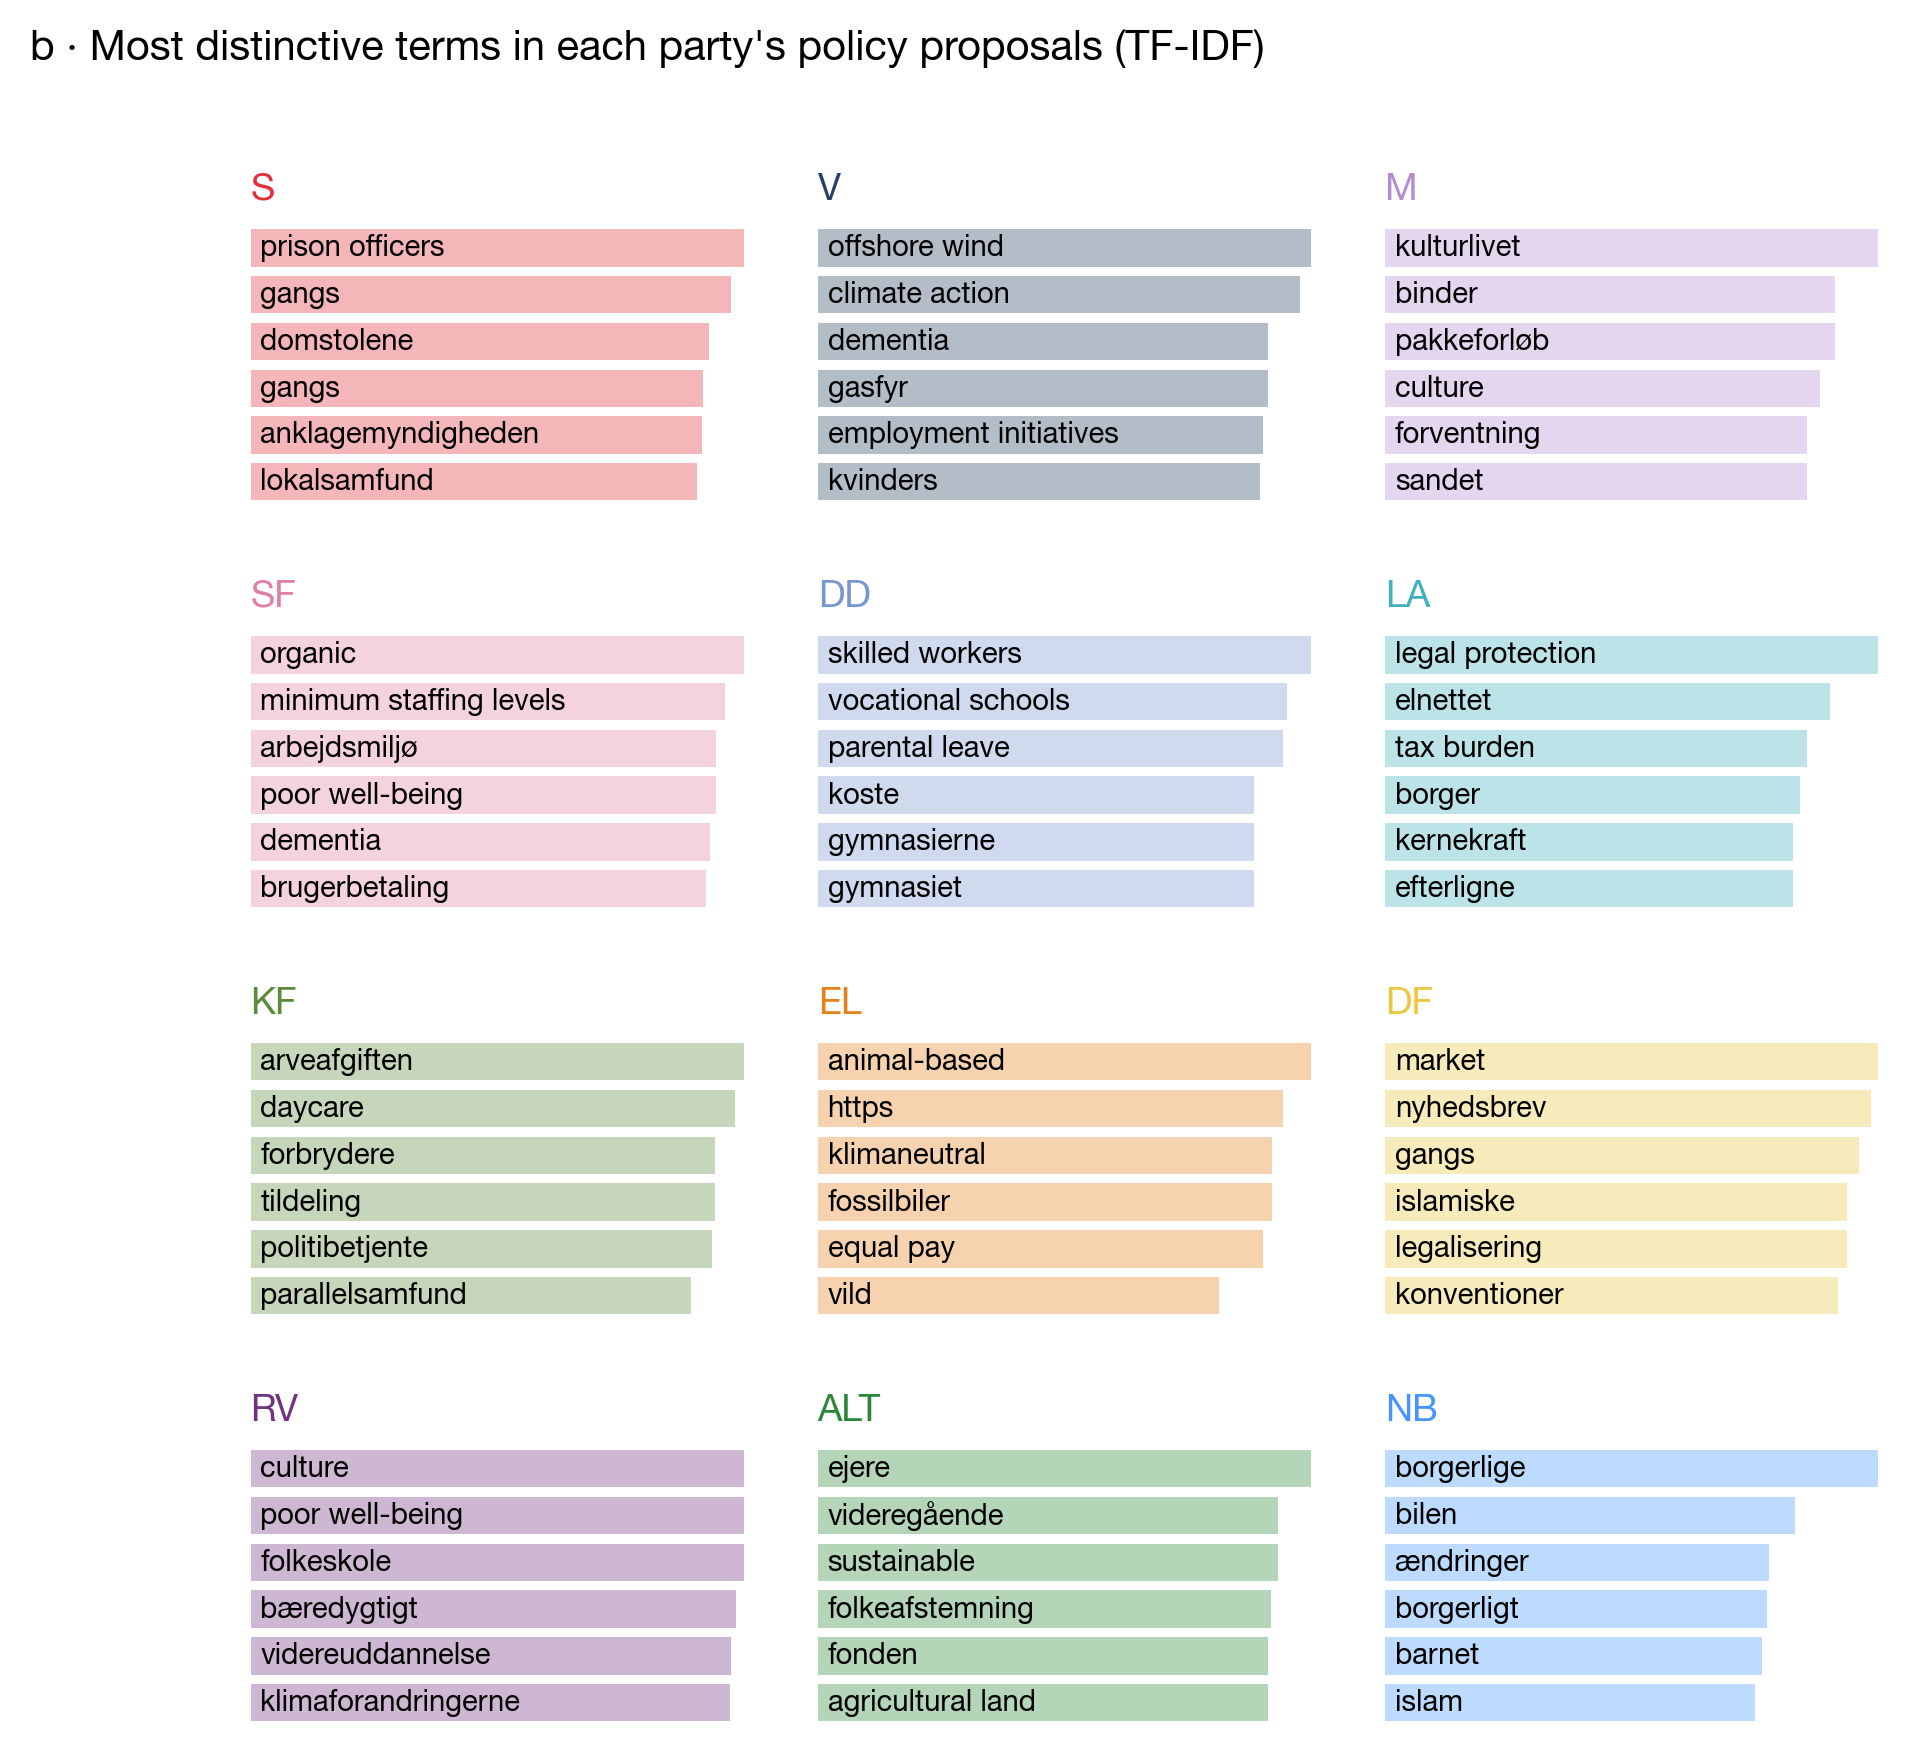 b · Most distinctive terms in each party's policy proposals (TF-IDF)
S
prison officers
gangs
domstolene
gangs
anklagemyndigheden
lokalsamfund
V
offshore wind
climate action
dementia
gasfyr
employment initiatives
kvinders
M
kulturlivet
binder
pakkeforløb
culture
forventning
sandet
SF
organic
minimum staffing levels
arbejdsmiljø
poor well-being
dementia
brugerbetaling
DD
skilled workers
vocational schools
parental leave
koste
gymnasierne
gymnasiet
LA
legal protection
elnettet
tax burden
borger
kernekraft
efterligne
KF
arveafgiften
daycare
forbrydere
tildeling
politibetjente
parallelsamfund
EL
animal-based
https
klimaneutral
fossilbiler
equal pay
vild
DF
market
nyhedsbrev
gangs
islamiske
legalisering
konventioner
RV
culture
poor well-being
folkeskole
bæredygtigt
videreuddannelse
klimaforandringerne
ALT
ejere
videregående
sustainable
folkeafstemning
fonden
agricultural land
NB
borgerlige
bilen
ændringer
borgerligt
barnet
islam